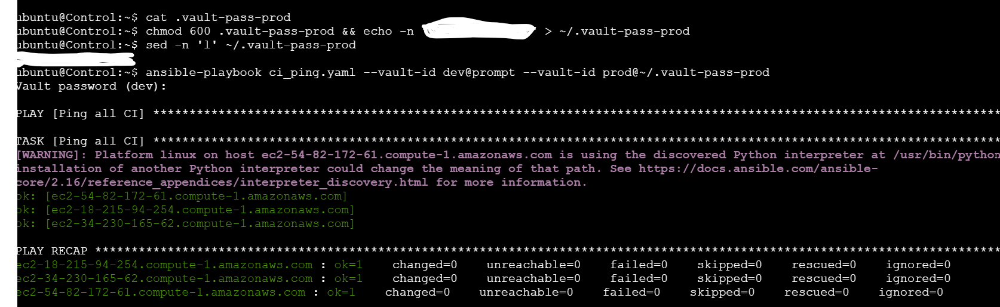 ubuntu@Control:~$ cat .vault-pass-prod
ubuntu@Control:~$ chmod 600 .vault-pass-prod && echo -n > ~/.vault-pass-prod
ubuntu@Control:~$ sed -n 'l' ~/.vault-pass-prod
ubuntu@Control:~$ ansible-playbook ci_ping.yaml --vault-id dev@prompt --vault-id prod@~/.vault-pass-prod
Vault password (dev):
PLAY [Ping all CI] *********************************************************************************************************************
TASK [Ping all CI] *********************************************************************************************************************
[WARNING]: Platform linux on host ec2-54-82-172-61.compute-1.amazonaws.com is using the discovered Python interpreter at /usr/bin/python
installation of another Python interpreter could change the meaning of that path. See https://docs.ansible.com/ansible-
core/2.16/reference_appendices/interpreter_discovery.html for more information.
ok: [ec2-54-82-172-61.compute-1.amazonaws.com]
ok: [ec2-18-215-94-254.compute-1.amazonaws.com]
ok: [ec2-34-230-165-62.compute-1.amazonaws.com]
PLAY RECAP *****************************************************************************************************************************
ec2-18-215-94-254.compute-1.amazonaws.com : ok=1 changed=0 unreachable=0 failed=0 skipped=0 rescued=0 ignored=0
ec2-34-230-165-62.compute-1.amazonaws.com : ok=1 changed=0 unreachable=0 failed=0 skipped=0 rescued=0 ignored=0
ec2-54-82-172-61.compute-1.amazonaws.com : ok=1 changed=0 unreachable=0 failed=0 skipped=0 rescued=0 ignored=0